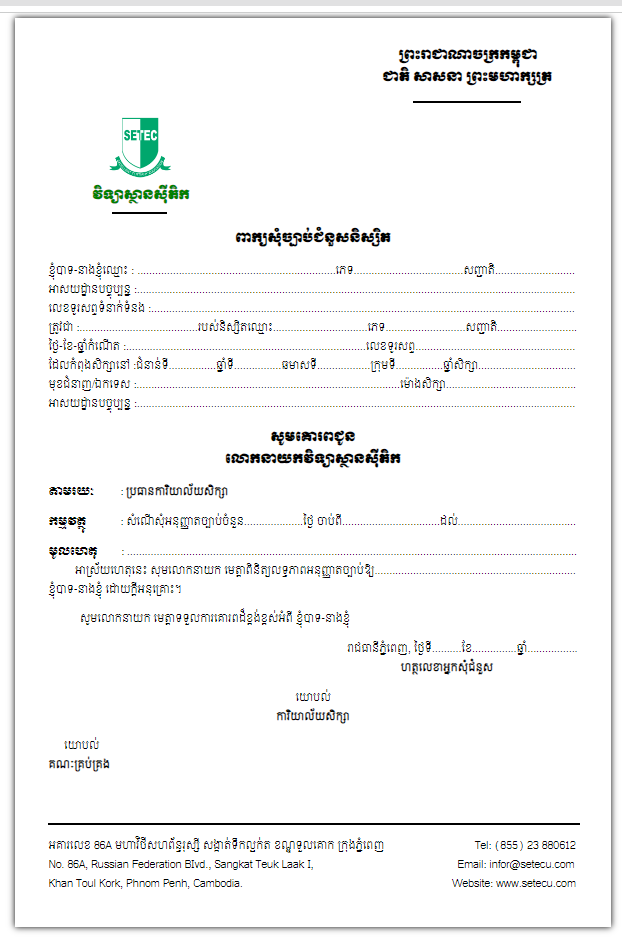 ព្រះរាជាណាចក្រកម្ពុជា
ជាតិ សាសនា ព្រះមហាក្សត្រ
SETEC
វិទ្យាស្ថានស៊ីតិក
ពាក្យសុំច្បាប់ជំនួសនិស្សិត
ខ្ញុំបាទ-នាងខ្ញុំឈ្មោះ : ............................................................ភេទ.................................សញ្ជាតិ........................
អាសយដ្ឋានបច្ចុប្បន្ន :....................................................................................................................................
លេខទូរសព្ទទំនាក់ទំនង :................................................................................................................................
ត្រូវជា :....................................របស់និស្សិតឈ្មោះ.............................ភេទ........................សញ្ជាតិ........................
ថ្ងៃ-ខែ-ឆ្នាំកំណើត :........................................................................លេខទូរសព្ទ................................................
ដែលកំពុងសិក្សានៅ :ជំនាន់ទី..............ឆ្នាំទី..............ឆមាសទី................ក្រុមទី..............ឆ្នាំសិក្សា.............................
មុខជំនាញ/ឯកទេស :................................................................................ម៉ោងសិក្សា.......................................
អាសយដ្ឋានបច្ចុប្បន្ន :....................................................................................................................................
សូមគោរពជូន
លោកនាយកវិទ្យាស្ថានស៊ីតិក
តាមរយៈ : ប្រធានការិយាល័យសិក្សា
កម្មវត្ថុ : សំណើសុំអនុញ្ញាតច្បាប់ចំនួន..................ថ្ងៃ ចាប់ពី..............................ដល់....................................
មូលហេតុ : ........................................................................................................................................
អាស្រ័យហេតុនេះ សូមលោកនាយក មេត្តាពិនិត្យលទ្ធភាពអនុញ្ញាតច្បាប់ឱ្យ............................................................
ខ្ញុំបាទ-នាងខ្ញុំ ដោយក្តីអនុគ្រោះ។
សូមលោកនាយក មេត្តាទទួលការគោរពដ៏ខ្ពង់ខ្ពស់អំពី ខ្ញុំបាទ-នាងខ្ញុំ
រាជធានីភ្នំពេញ, ថ្ងៃទី..........ខែ...............ឆ្នាំ.................
ហត្ថលេខាអ្នកសុំជំនួស
យោបល់
ការិយាល័យសិក្សា
យោបល់
គណៈគ្រប់គ្រង
អគារលេខ 86A មហាវិថីសហព័ន្ធរុស្ស៊ី សង្កាត់ទឹកល្អក់ត ខណ្ឌទួលគោក ក្រុងភ្នំពេញ Tel: (855) 23 880612
No. 86A, Russian Federation Blvd., Sangkat Teuk Laak I, Email: infor@setecu.com
Khan Toul Kork, Phnom Penh, Cambodia. Website: www.setecu.com